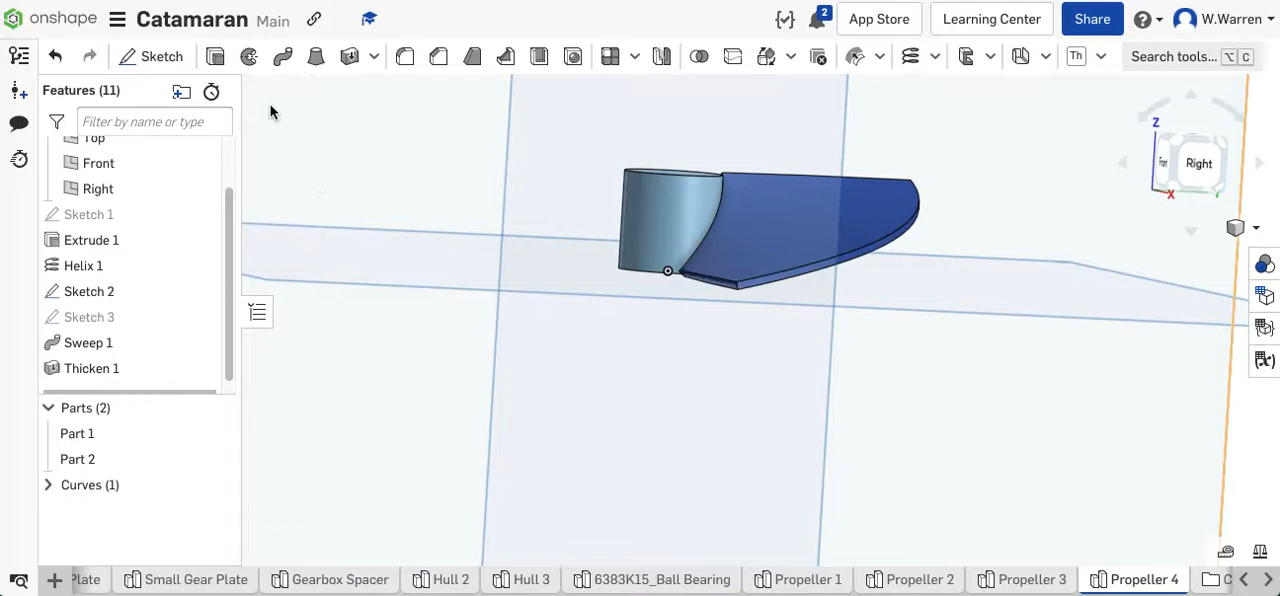 onshape Catamaran Main 2 App Store Learning Center Share W.Warren
Sketch Th Search tools... ⌥ C
Features (11)
Filter by name or type
Top
Front
Right
Sketch 1
Extrude 1
Helix 1
Sketch 2
Sketch 3
Sweep 1
Thicken 1
Parts (2)
Part 1
Part 2
Curves (1)
Z
Front Right
X Y
Plate Small Gear Plate Gearbox Spacer Hull 2 Hull 3 6383K15_Ball Bearing Propeller 1 Propeller 2 Propeller 3 Propeller 4 C